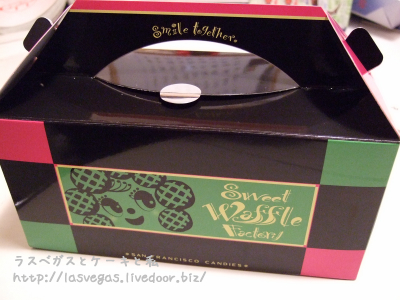 Smile together.
Sweet
Waffle
Factory
★SAN FRANCISCO CANDIES★
ラスベガスとケーキと私
http://lasvegas.livedoor.biz/